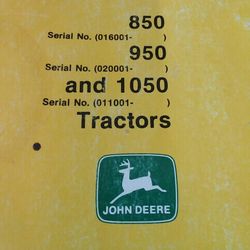 850
Serial No. (016001- )
950
Serial No. (020001- )
and 1050
Serial No. (011001- )
Tractors
JOHN DEERE